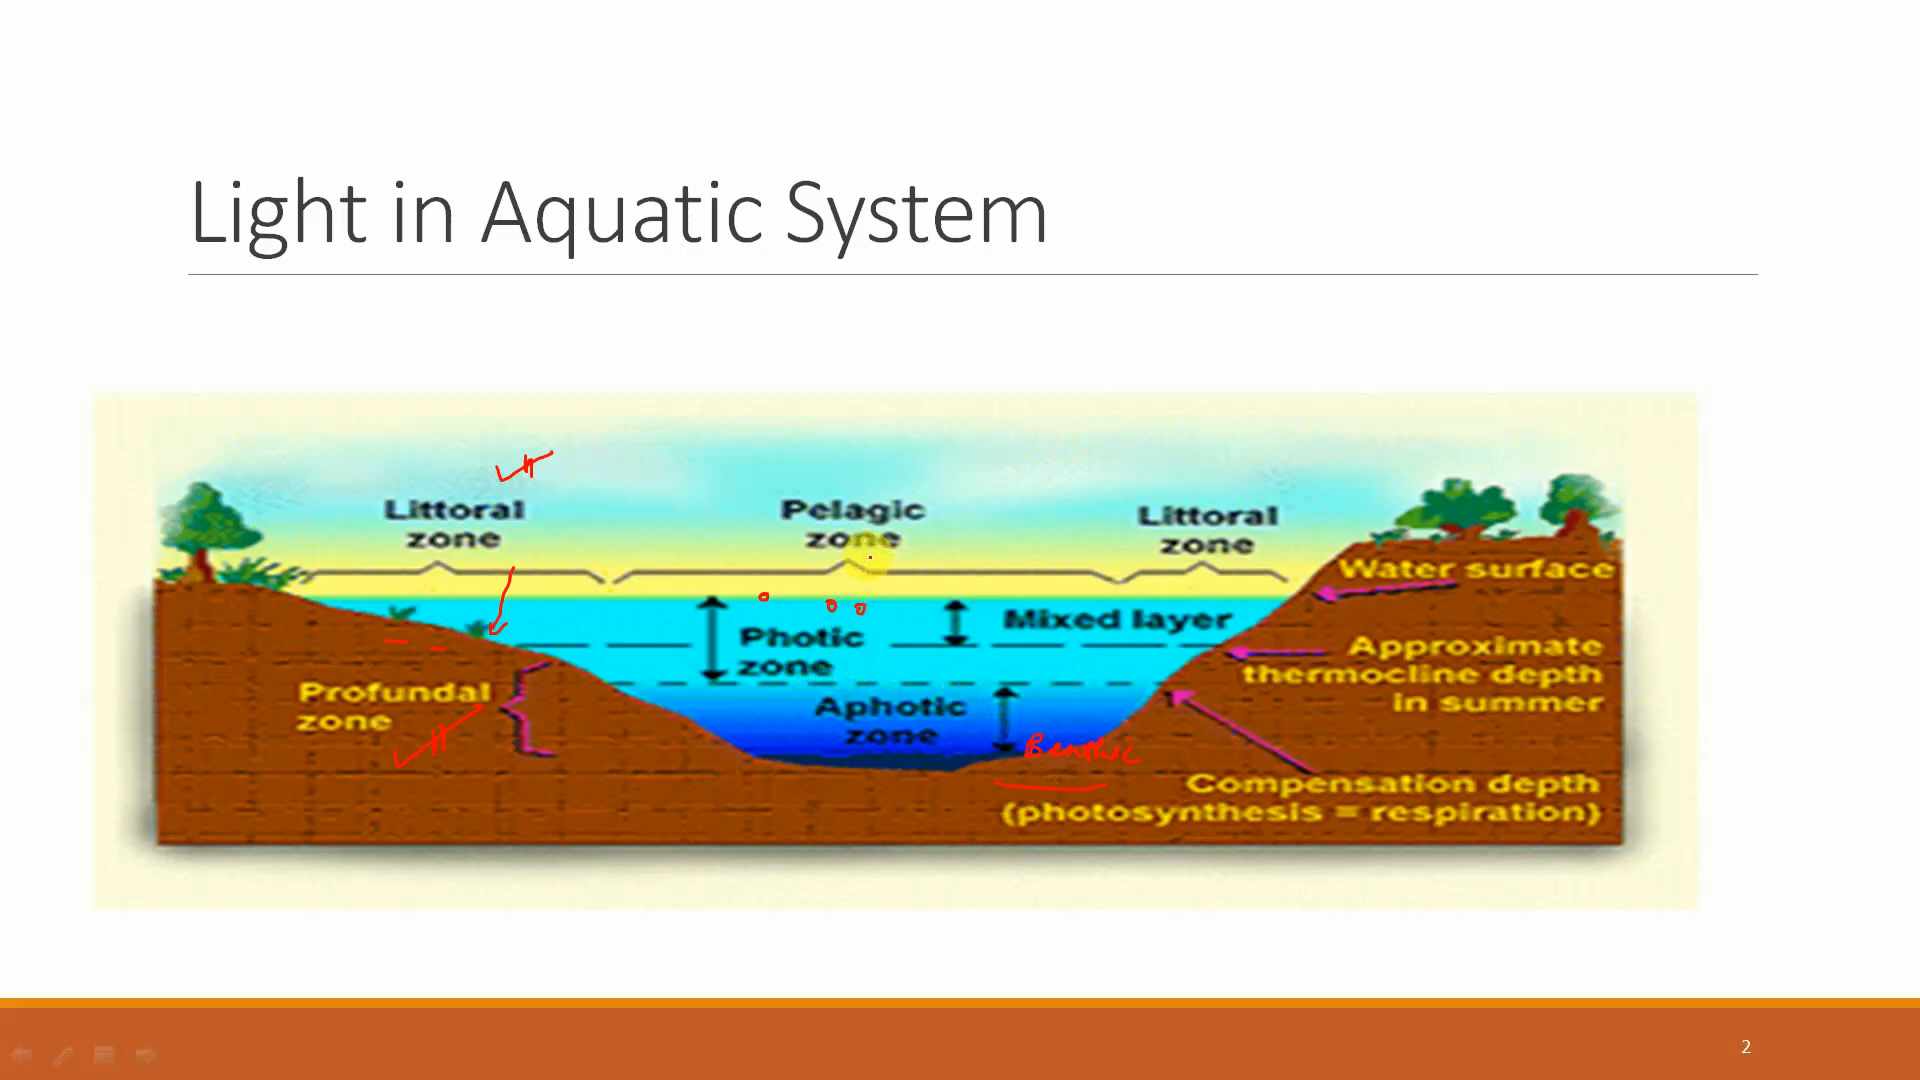 Light in Aquatic System
Littoral
zone
Pelagic
zone
Littoral
zone
Water surface
Mixed layer
Photic
zone
Approximate
thermocline depth
in summer
Profundal
zone
Aphotic
zone
Benthic
Compensation depth
(photosynthesis = respiration)
2